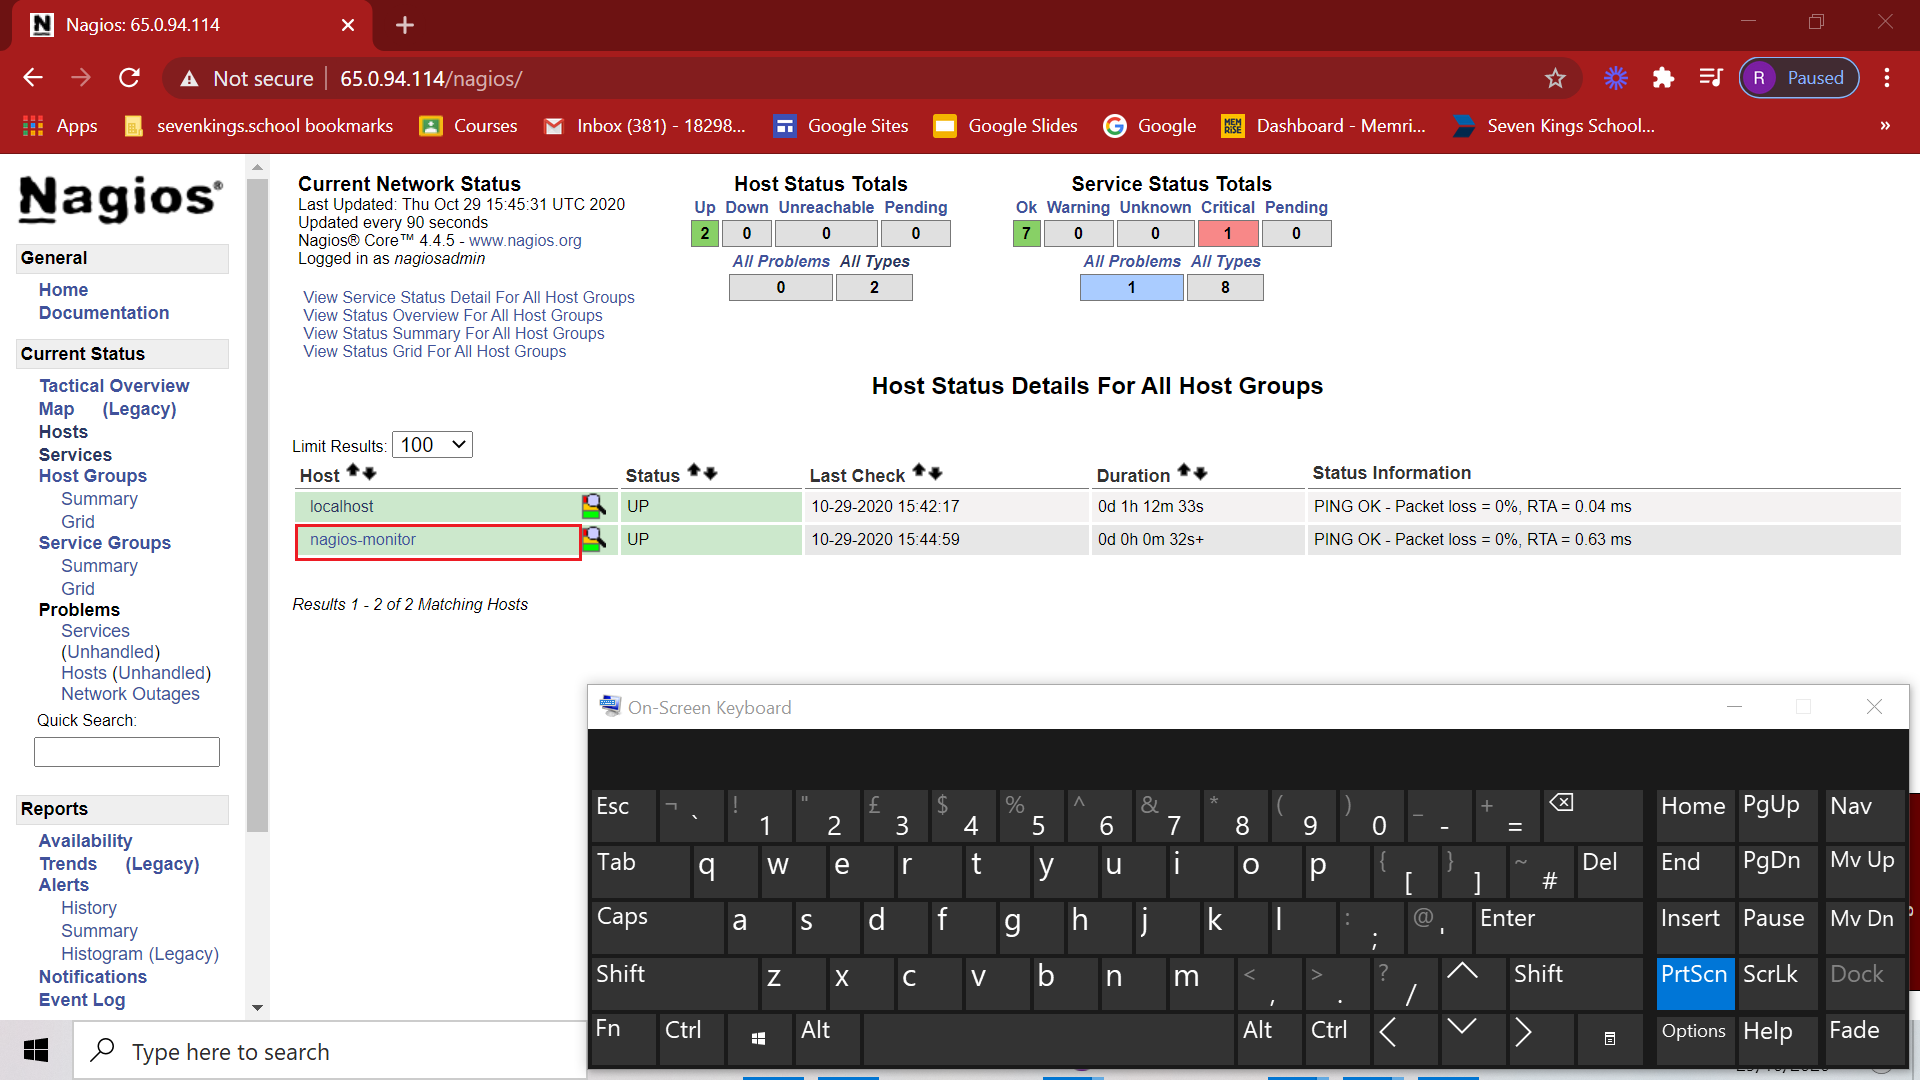 Nagios: 65.0.94.114
Not secure | 65.0.94.114/nagios/
R Paused
Apps sevenkings.school bookmarks Courses Inbox (381) - 18298... Google Sites Google Slides Google Dashboard - Memri... Seven Kings School... »
Nagios®
General
Home
Documentation
Current Status
Tactical Overview
Map (Legacy)
Hosts
Services
Host Groups
Summary
Grid
Service Groups
Summary
Grid
Problems
Services
(Unhandled)
Hosts (Unhandled)
Network Outages
Quick Search:
Reports
Availability
Trends (Legacy)
Alerts
History
Summary
Histogram (Legacy)
Notifications
Event Log
Current Network Status
Last Updated: Thu Oct 29 15:45:31 UTC 2020
Updated every 90 seconds
Nagios® Core™ 4.4.5 - www.nagios.org
Logged in as nagiosadmin
View Service Status Detail For All Host Groups
View Status Overview For All Host Groups
View Status Summary For All Host Groups
View Status Grid For All Host Groups
Host Status Totals
Up Down Unreachable Pending
2 0 0 0
All Problems All Types
0 2
Service Status Totals
Ok Warning Unknown Critical Pending
7 0 0 1 0
All Problems All Types
1 8
Host Status Details For All Host Groups
Limit Results: 100
Host Status Last Check Duration Status Information
localhost UP 10-29-2020 15:42:17 0d 1h 12m 33s PING OK - Packet loss = 0%, RTA = 0.04 ms
nagios-monitor UP 10-29-2020 15:44:59 0d 0h 0m 32s+ PING OK - Packet loss = 0%, RTA = 0.63 ms
Results 1 - 2 of 2 Matching Hosts
On-Screen Keyboard
Esc ¬ ` ! 1 " 2 £ 3 $ 4 % 5 ^ 6 & 7 * 8 ( 9 ) 0 _ - + = Home PgUp Nav
Tab q w e r t y u i o p { [ } ] ~ # Del End PgDn Mv Up
Caps a s d f g h j k l : ; @ ' Enter Insert Pause Mv Dn
Shift z x c v b n m < , > . ? / Shift PrtScn ScrLk Dock
Fn Ctrl Alt Alt Ctrl Options Help Fade
Type here to search